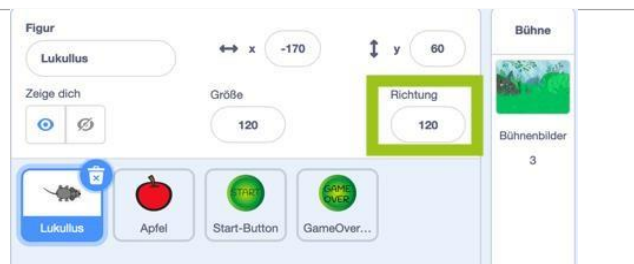 Figur
Bühne
Lukullus
x -170
y 60
Zeige dich
Größe
Richtung
120
120
Bühnenbilder
3
START
GAME
OVER
Lukullus
Apfel
Start-Button
GameOver...